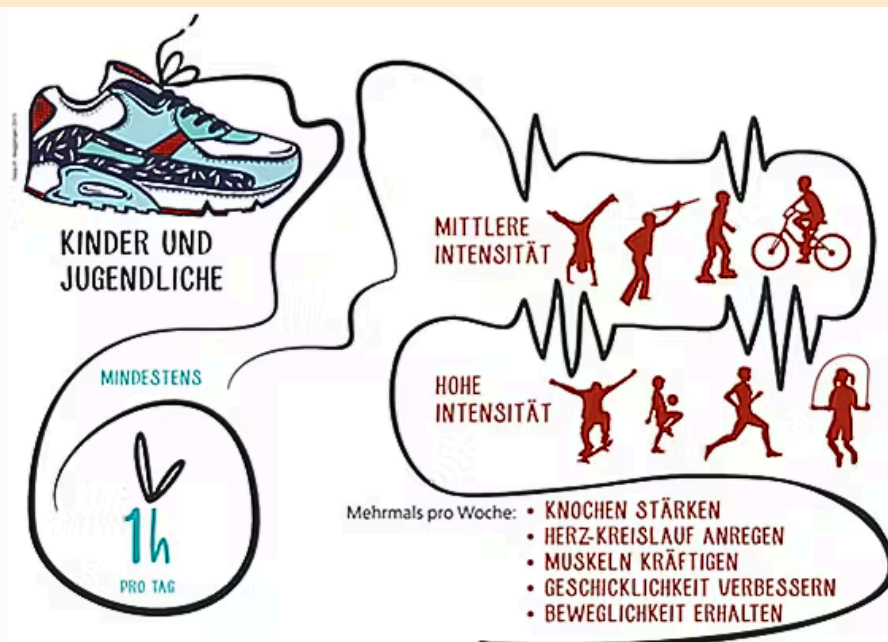 KINDER UND
JUGENDLICHE
MINDESTENS
1h
PRO TAG
MITTLERE
INTENSITÄT
HOHE
INTENSITÄT
Mehrmals pro Woche:
• KNOCHEN STÄRKEN
• HERZ-KREISLAUF ANREGEN
• MUSKELN KRÄFTIGEN
• GESCHICKLICHKEIT VERBESSERN
• BEWEGLICHKEIT ERHALTEN